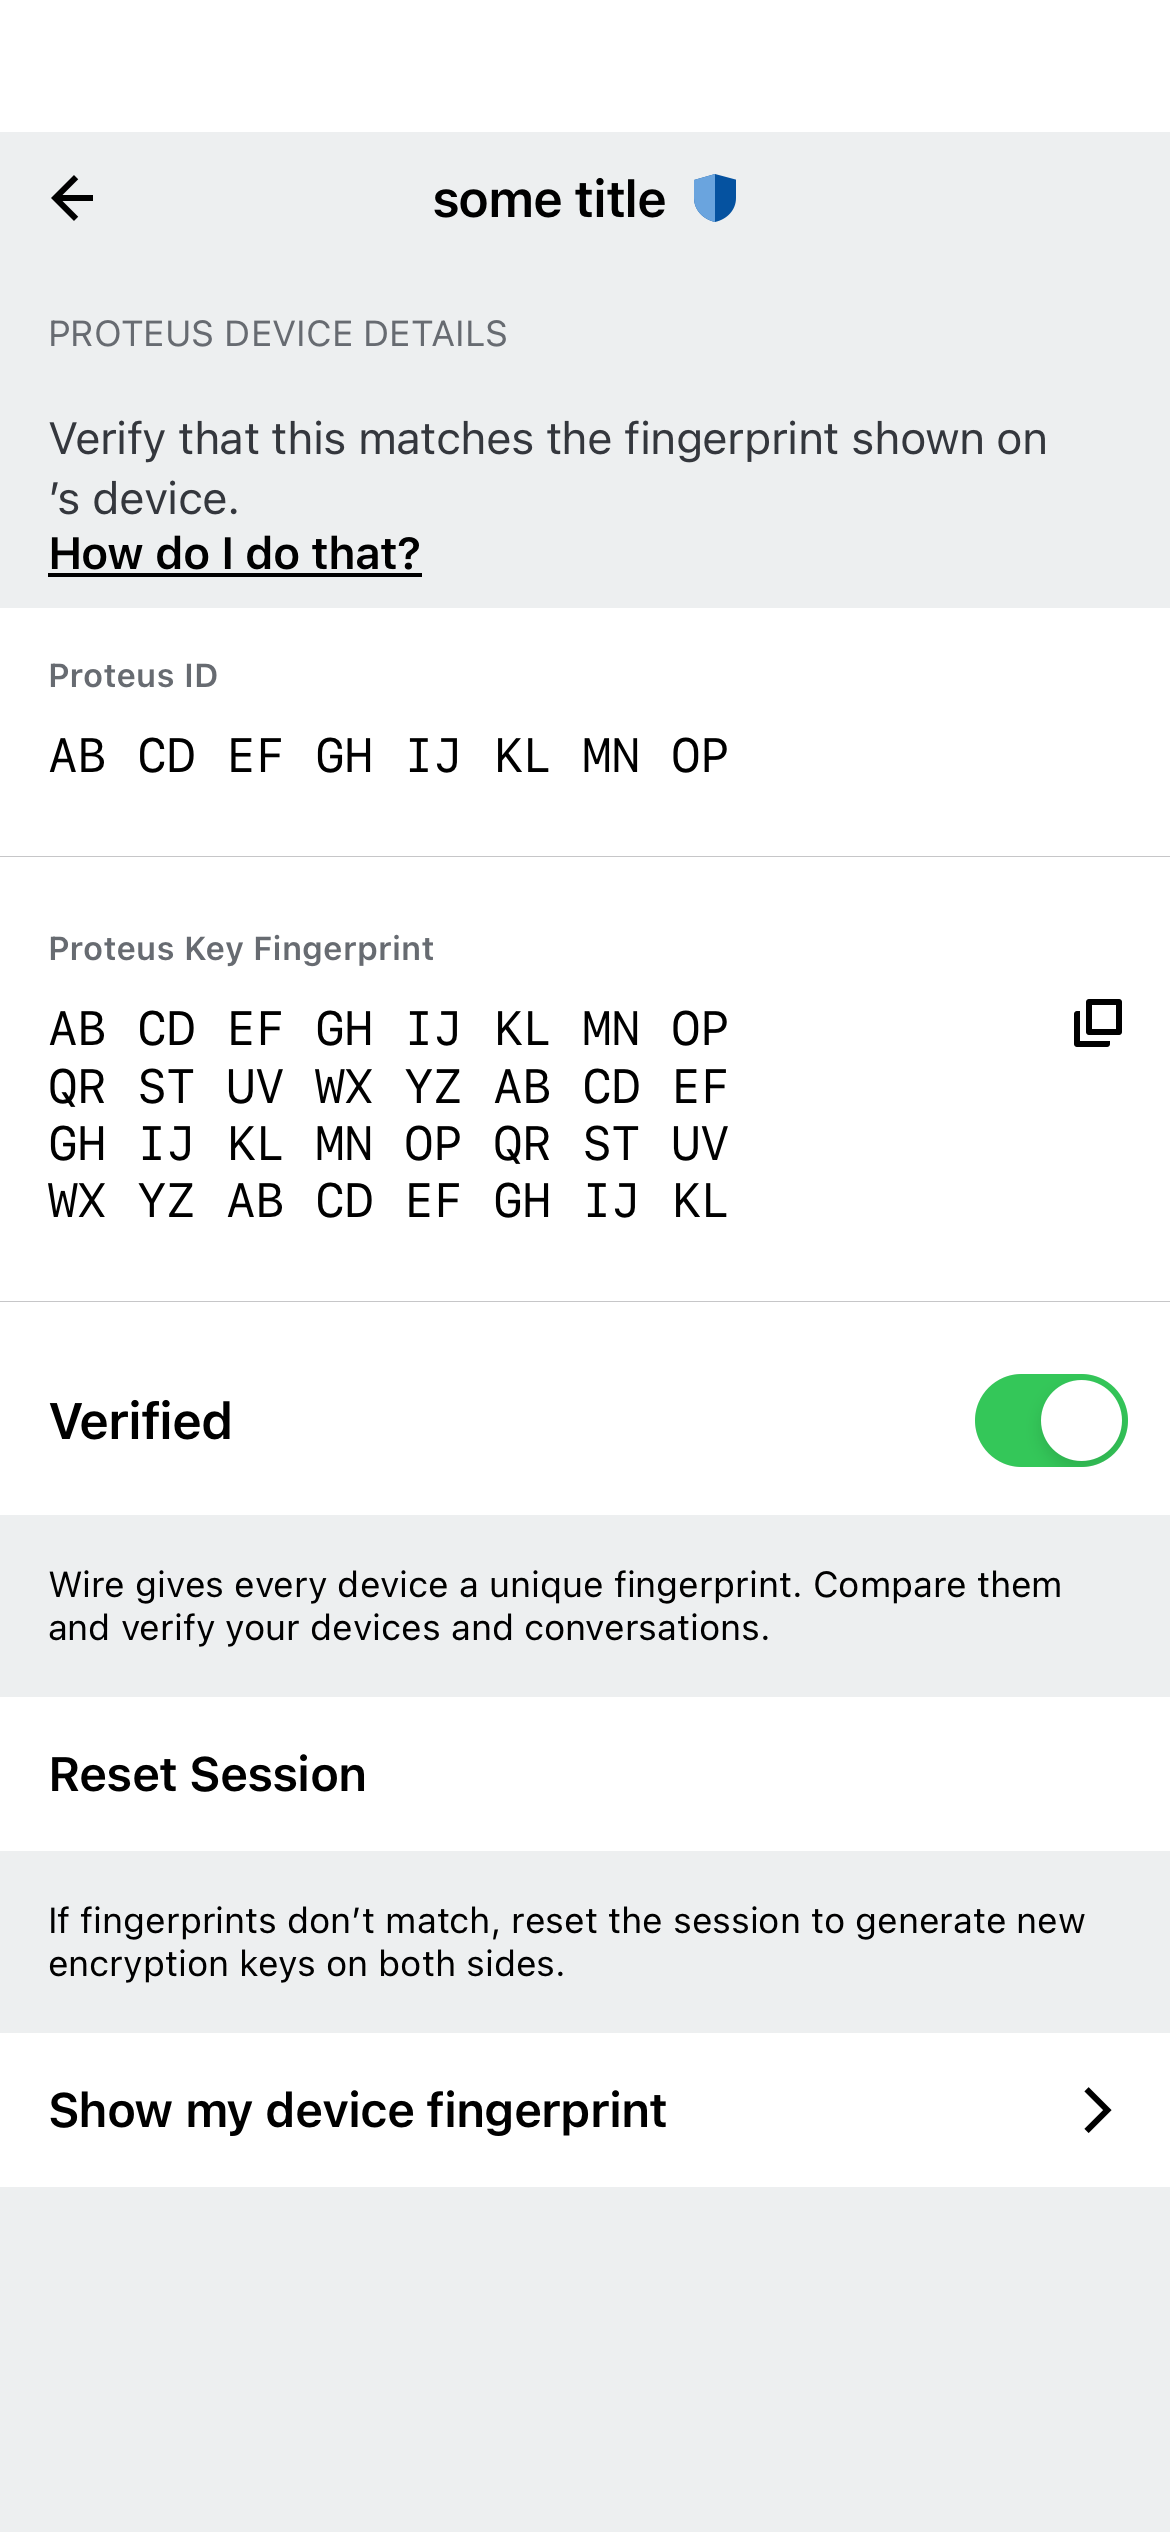 some title
PROTEUS DEVICE DETAILS
Verify that this matches the fingerprint shown on
’s device.
How do I do that?
Proteus ID
AB CD EF GH IJ KL MN OP
Proteus Key Fingerprint
AB CD EF GH IJ KL MN OP
QR ST UV WX YZ AB CD EF
GH IJ KL MN OP QR ST UV
WX YZ AB CD EF GH IJ KL
Verified
Wire gives every device a unique fingerprint. Compare them
and verify your devices and conversations.
Reset Session
If fingerprints don’t match, reset the session to generate new
encryption keys on both sides.
Show my device fingerprint